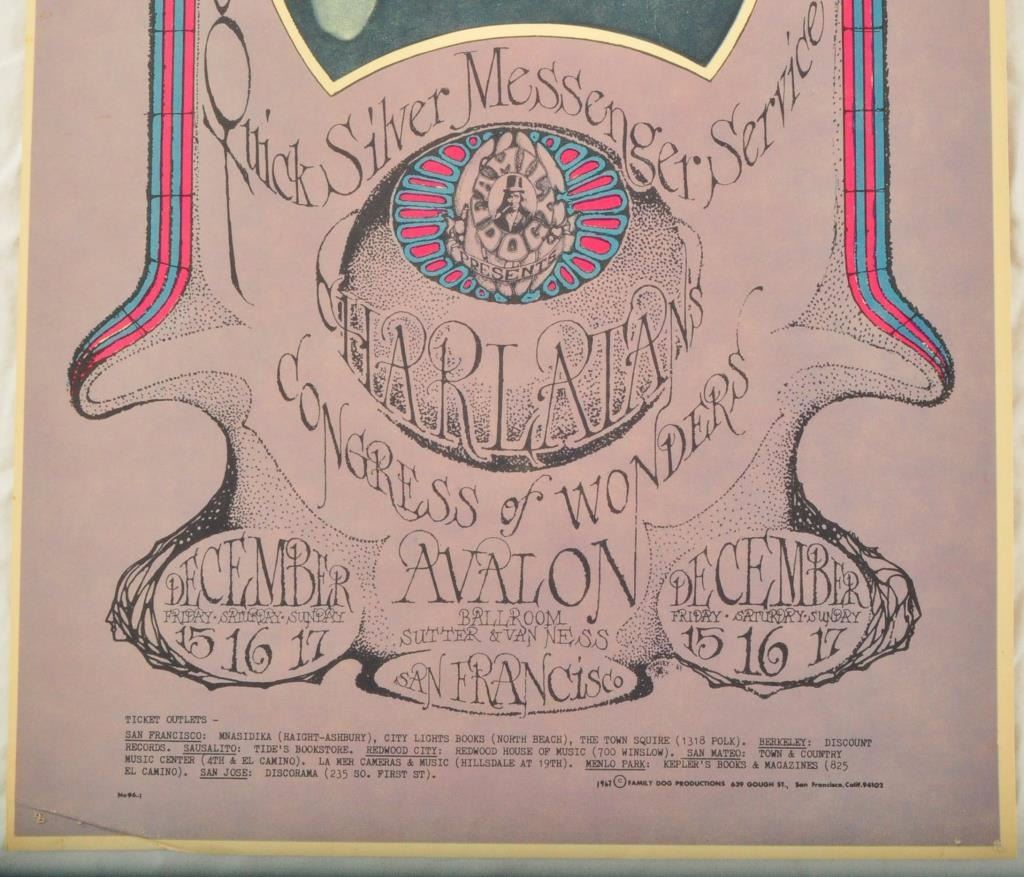 Quick Silver Messenger Service
FAMILY
DOG
PRESENTS
CHARLATANS
CONGRESS of WONDERS
AVALON
BALLROOM
SUTTER & VAN NESS
SAN FRANCISCO
DECEMBER
FRIDAY · SATURDAY · SUNDAY
15 16 17
DECEMBER
FRIDAY · SATURDAY · SUNDAY
15 16 17
TICKET OUTLETS -
SAN FRANCISCO: MNASIDIKA (HAIGHT-ASHBURY), CITY LIGHTS BOOKS (NORTH BEACH), THE TOWN SQUIRE (1318 POLK). BERKELEY: DISCOUNT
RECORDS. SAUSALITO: TIDE'S BOOKSTORE. REDWOOD CITY: REDWOOD HOUSE OF MUSIC (700 WINSLOW). SAN MATEO: TOWN & COUNTRY
MUSIC CENTER (4TH & EL CAMINO). LA MER CAMERAS & MUSIC (HILLSDALE AT 19TH). MENLO PARK: KEPLER'S BOOKS & MAGAZINES (825
EL CAMINO). SAN JOSE: DISCORAMA (235 SO. FIRST ST).
1967 © FAMILY DOG PRODUCTIONS 639 GOUGH ST., San Francisco, Calif. 94102
No 96-1